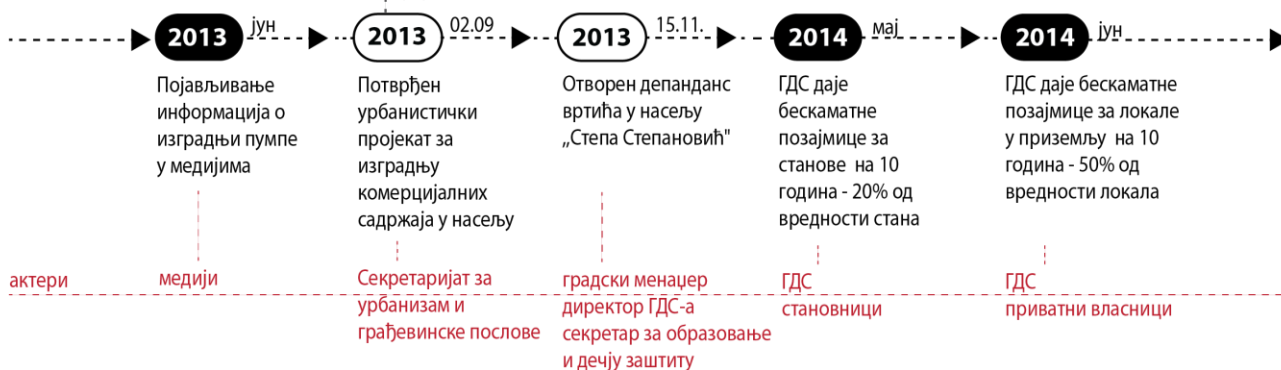 2013 јун
Појављивање
информација о
изградњи пумпе
у медијима
2013 02.09
Потврђен
урбанистички
пројекат за
изградњу
комерцијалних
садржаја у насељу
2013 15.11.
Отворен депанданс
вртића у насељу
„Степа Степановић"
2014 мај
ГДС даје
бескаматне
позајмице за
станове на 10
година - 20% од
вредности стана
2014 јун
ГДС даје бескаматне
позајмице за локале
у приземљу на 10
година - 50% од
вредности локала
актери
медији
Секретаријат за
урбанизам и
грађевинске послове
градски менаџер
директор ГДС-а
секретар за образовање
и дечју заштиту
ГДС
становници
ГДС
приватни власници